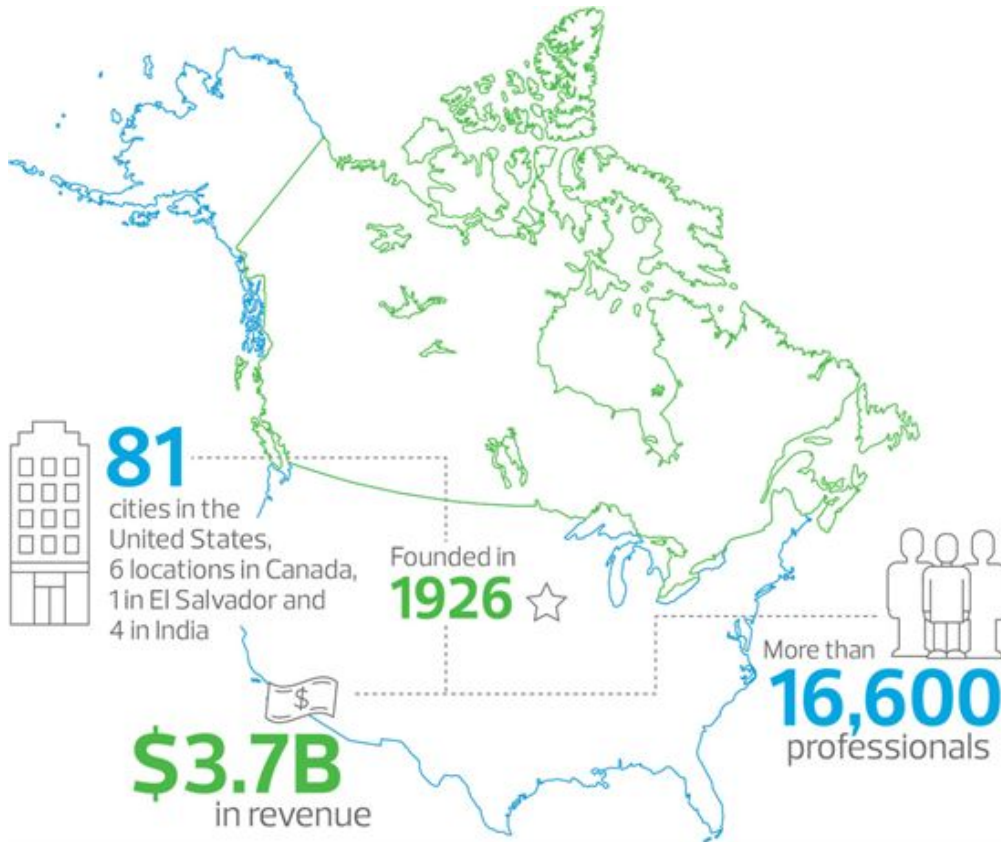 81
cities in the
United States,
6 locations in Canada,
1 in El Salvador and
4 in India
Founded in
1926
$
$3.7B
in revenue
More than
16,600
professionals